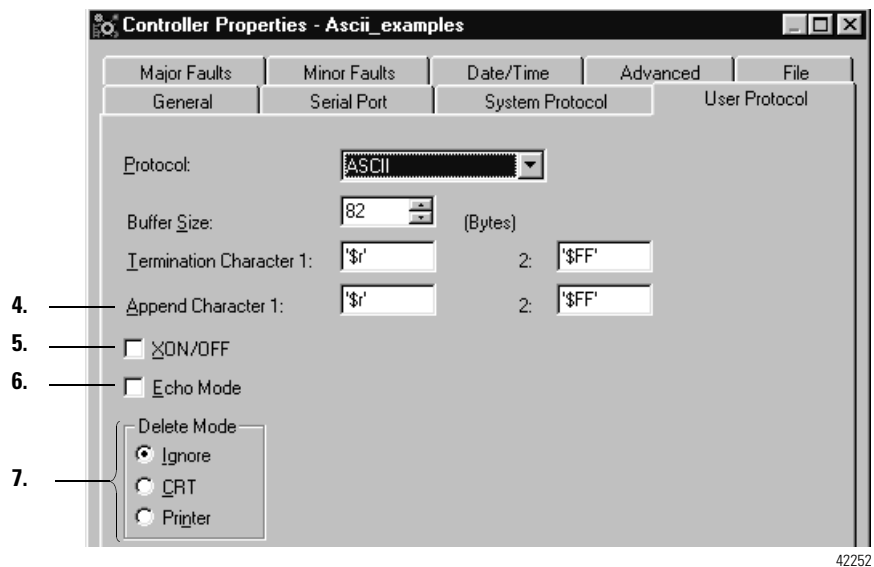 Controller Properties - Ascii_examples
Major Faults Minor Faults Date/Time Advanced File
General Serial Port System Protocol User Protocol
Protocol: ASCII
Buffer Size: 82 (Bytes)
Termination Character 1: '$r' 2: '$FF'
4. Append Character 1: '$r' 2: '$FF'
5. XON/OFF
6. Echo Mode
Delete Mode
Ignore
7. CRT
Printer
42252